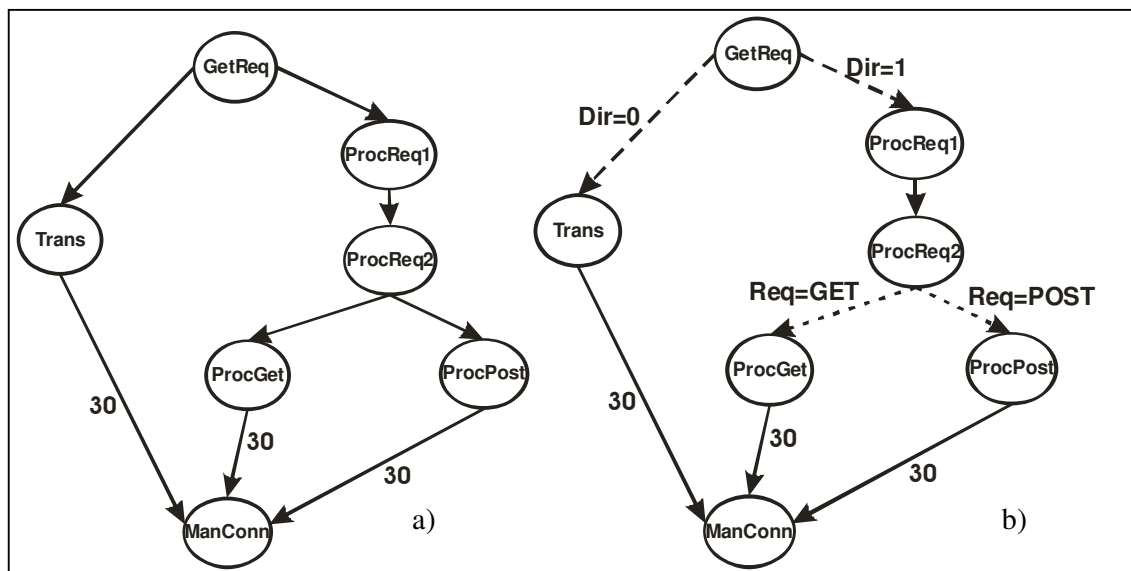 GetReq
ProcReq1
Trans
ProcReq2
ProcGet
ProcPost
30
30
30
ManConn
a)
GetReq
Dir=1
Dir=0
ProcReq1
Trans
ProcReq2
Req=GET
Req=POST
ProcGet
ProcPost
30
30
30
ManConn
b)